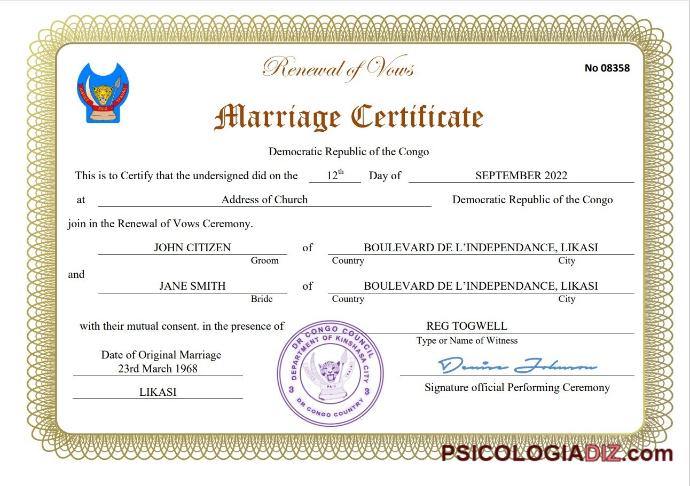 Renewal of Vows
No 08358
Marriage Certificate
Democratic Republic of the Congo
This is to Certify that the undersigned did on the 12th Day of SEPTEMBER 2022
at Address of Church Democratic Republic of the Congo
join in the Renewal of Vows Ceremony.
JOHN CITIZEN of BOULEVARD DE L'INDEPENDANCE, LIKASI
Groom Country City
and
JANE SMITH of BOULEVARD DE L'INDEPENDANCE, LIKASI
Bride Country City
with their mutual consent. in the presence of REG TOGWELL
Type or Name of Witness
Date of Original Marriage
23rd March 1968
LIKASI
DR CONGO COUNCIL
DEPARTMENT OF KINSHASA CITY
3 3
DR CONGO COUNTRY
Denise Johnson
Signature official Performing Ceremony
PSICOLOGIADIZ.com